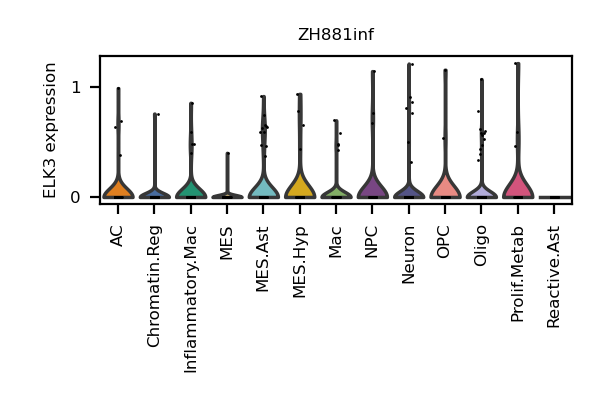 ZH881inf
ELK3 expression
1
0
AC
Chromatin.Reg
Inflammatory.Mac
MES
MES.Ast
MES.Hyp
Mac
NPC
Neuron
OPC
Oligo
Prolif.Metab
Reactive.Ast